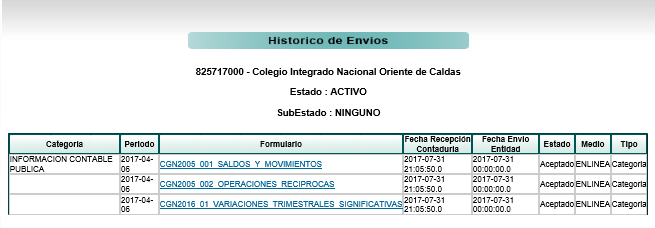 Historico de Envios
825717000 - Colegio Integrado Nacional Oriente de Caldas
Estado : ACTIVO
SubEstado : NINGUNO
Categoria Periodo Formulario Fecha Recepción Contaduria Fecha Envio Entidad Estado Medio Tipo
INFORMACION CONTABLE PUBLICA 2017-04-06 CGN2005_001_SALDOS_Y_MOVIMIENTOS 2017-07-31 21:05:50.0 2017-07-31 00:00:00.0 Aceptado ENLINEA Categoria
2017-04-06 CGN2005_002_OPERACIONES_RECIPROCAS 2017-07-31 21:05:50.0 2017-07-31 00:00:00.0 Aceptado ENLINEA Categoria
2017-04-06 CGN2016_01_VARIACIONES_TRIMESTRALES_SIGNIFICATIVAS 2017-07-31 21:05:50.0 2017-07-31 00:00:00.0 Aceptado ENLINEA Categoria